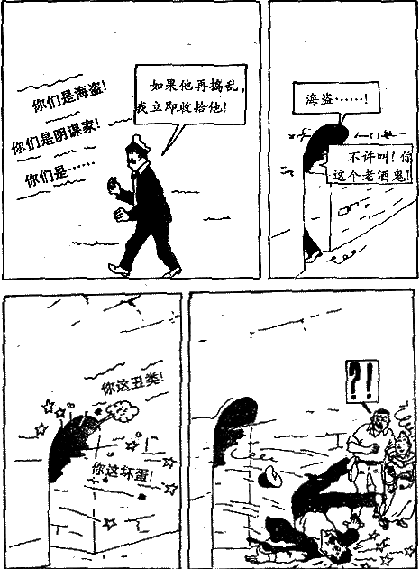 你们是海盗!
你们是阴谋家!
你们是……
如果他再捣乱,
我立即收拾他!
海盗……!
不许叫! 你
这个老酒鬼!
你这丑类!
你这坏蛋!
?!